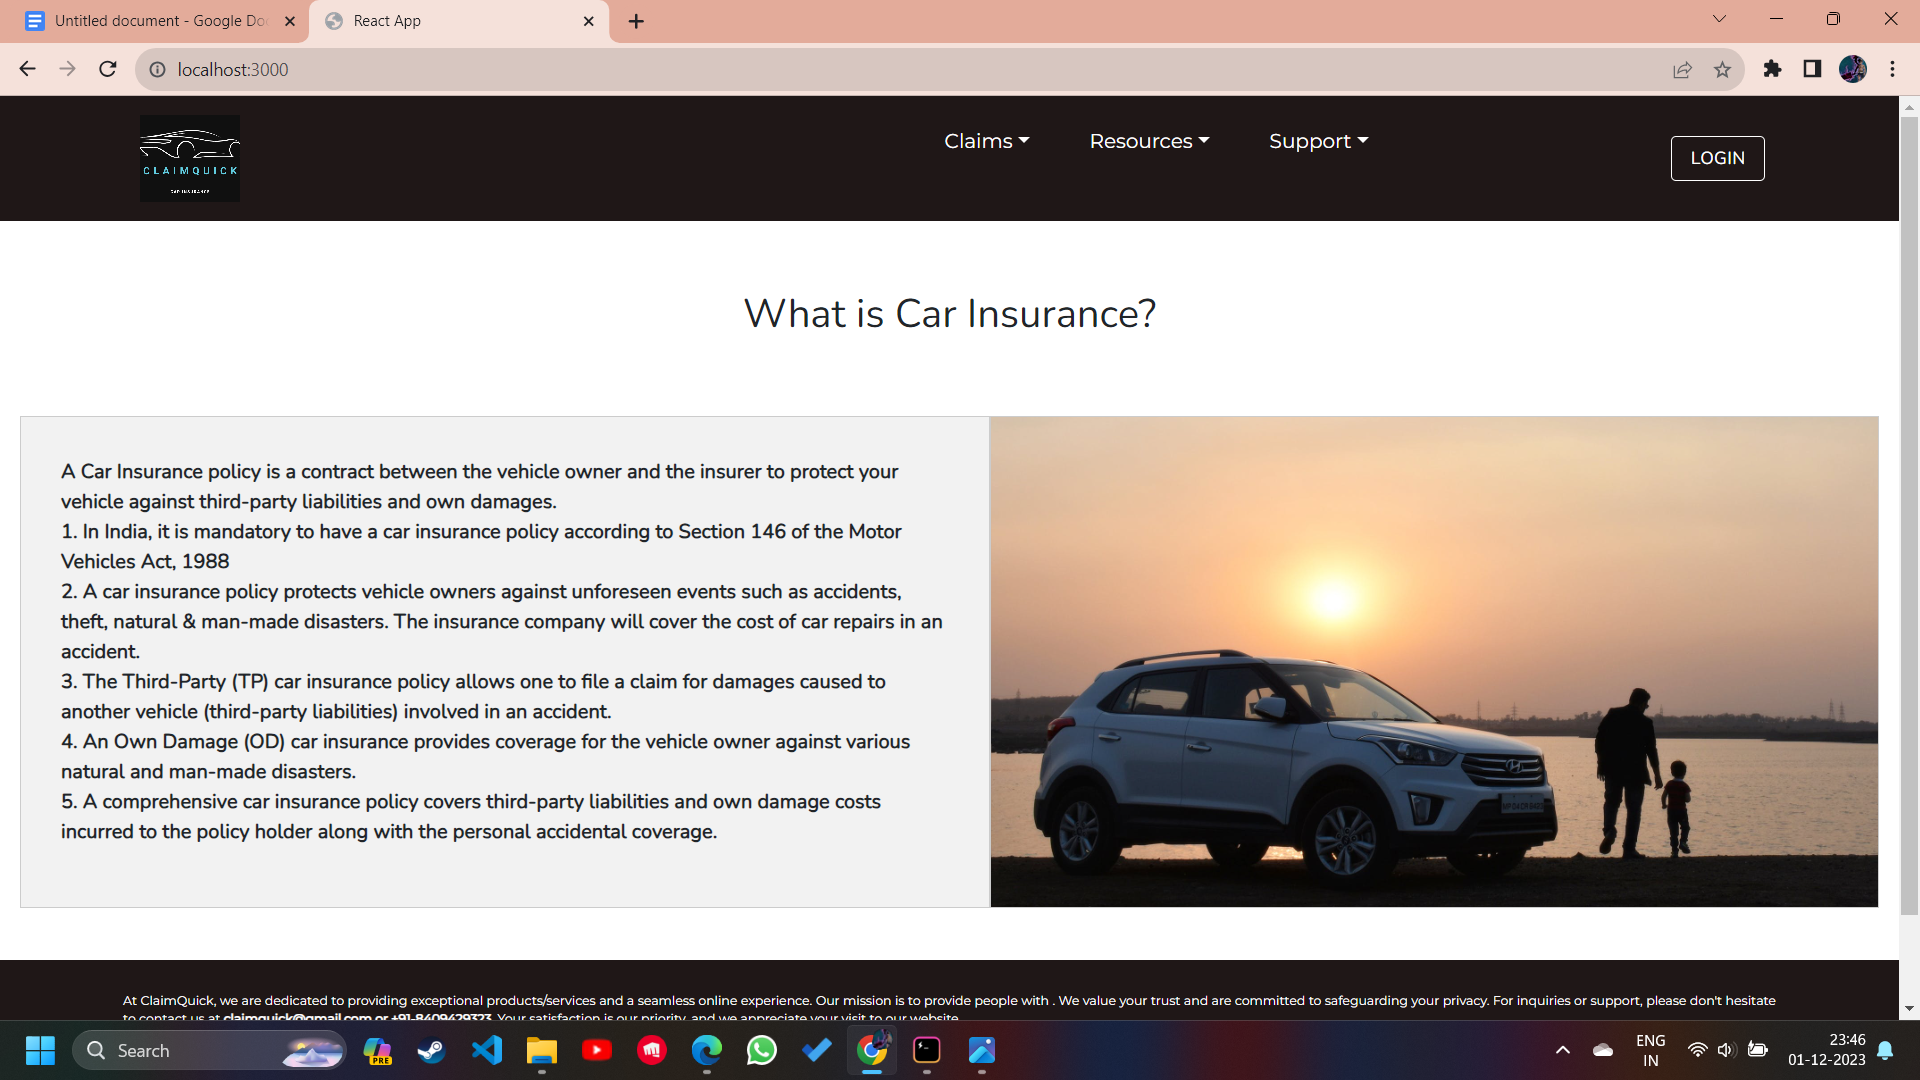 Untitled document - Google Do
React App
localhost:3000
CLAIMQUICK
CAR INSURANCE
Claims
Resources
Support
LOGIN
What is Car Insurance?
A Car Insurance policy is a contract between the vehicle owner and the insurer to protect your
vehicle against third-party liabilities and own damages.
1. In India, it is mandatory to have a car insurance policy according to Section 146 of the Motor
Vehicles Act, 1988
2. A car insurance policy protects vehicle owners against unforeseen events such as accidents,
theft, natural & man-made disasters. The insurance company will cover the cost of car repairs in an
accident.
3. The Third-Party (TP) car insurance policy allows one to file a claim for damages caused to
another vehicle (third-party liabilities) involved in an accident.
4. An Own Damage (OD) car insurance provides coverage for the vehicle owner against various
natural and man-made disasters.
5. A comprehensive car insurance policy covers third-party liabilities and own damage costs
incurred to the policy holder along with the personal accidental coverage.
At ClaimQuick, we are dedicated to providing exceptional products/services and a seamless online experience. Our mission is to provide people with . We value your trust and are committed to safeguarding your privacy. For inquiries or support, please don't hesitate
to contact us at claimquick@gmail.com or +91-8409429323. Your satisfaction is our priority, and we appreciate your visit to our website.
Search
PRE
ENG
IN
23:46
01-12-2023